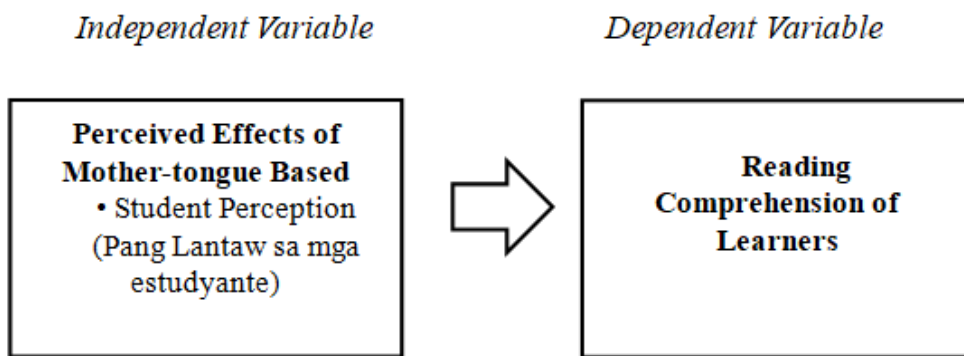 Independent Variable
Dependent Variable
Perceived Effects of
Mother-tongue Based
• Student Perception
(Pang Lantaw sa mga
estudyante)
Reading
Comprehension of
Learners